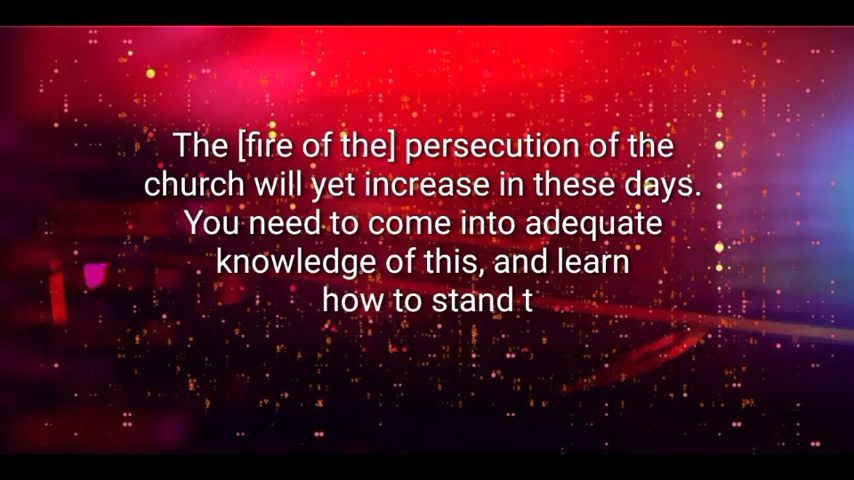 The [fire of the] persecution of the
church will yet increase in these days.
You need to come into adequate
knowledge of this, and learn
how to stand t